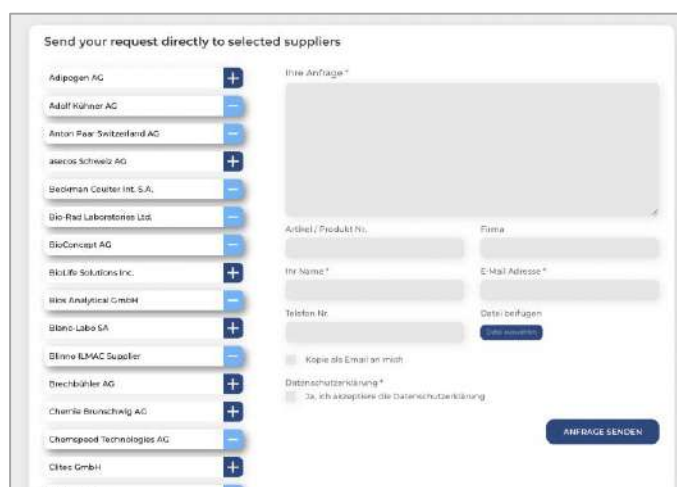 Send your request directly to selected suppliers
Adipogen AG
Adolf Kühner AG
Anton Paar Switzerland AG
asecos Schweiz AG
Beckman Coulter Int. S.A.
Bio-Rad Laboratories Ltd.
BioConcept AG
BioLife Solutions Inc.
Bios Analytical GmbH
Blanc-Labo SA
Blinno ILMAC Supplier
Brechbühler AG
Chemie Brunschwig AG
Chemspeed Technologies AG
Clitec GmbH
Ihre Anfrage *
Artikel / Produkt Nr.
Firma
Ihr Name *
E-Mail Adresse *
Telefon Nr.
Datei beifügen
Datei auswählen
Kopie als Email an mich
Datenschutzerklärung *
Ja, ich akzeptiere die Datenschutzerklärung
ANFRAGE SENDEN